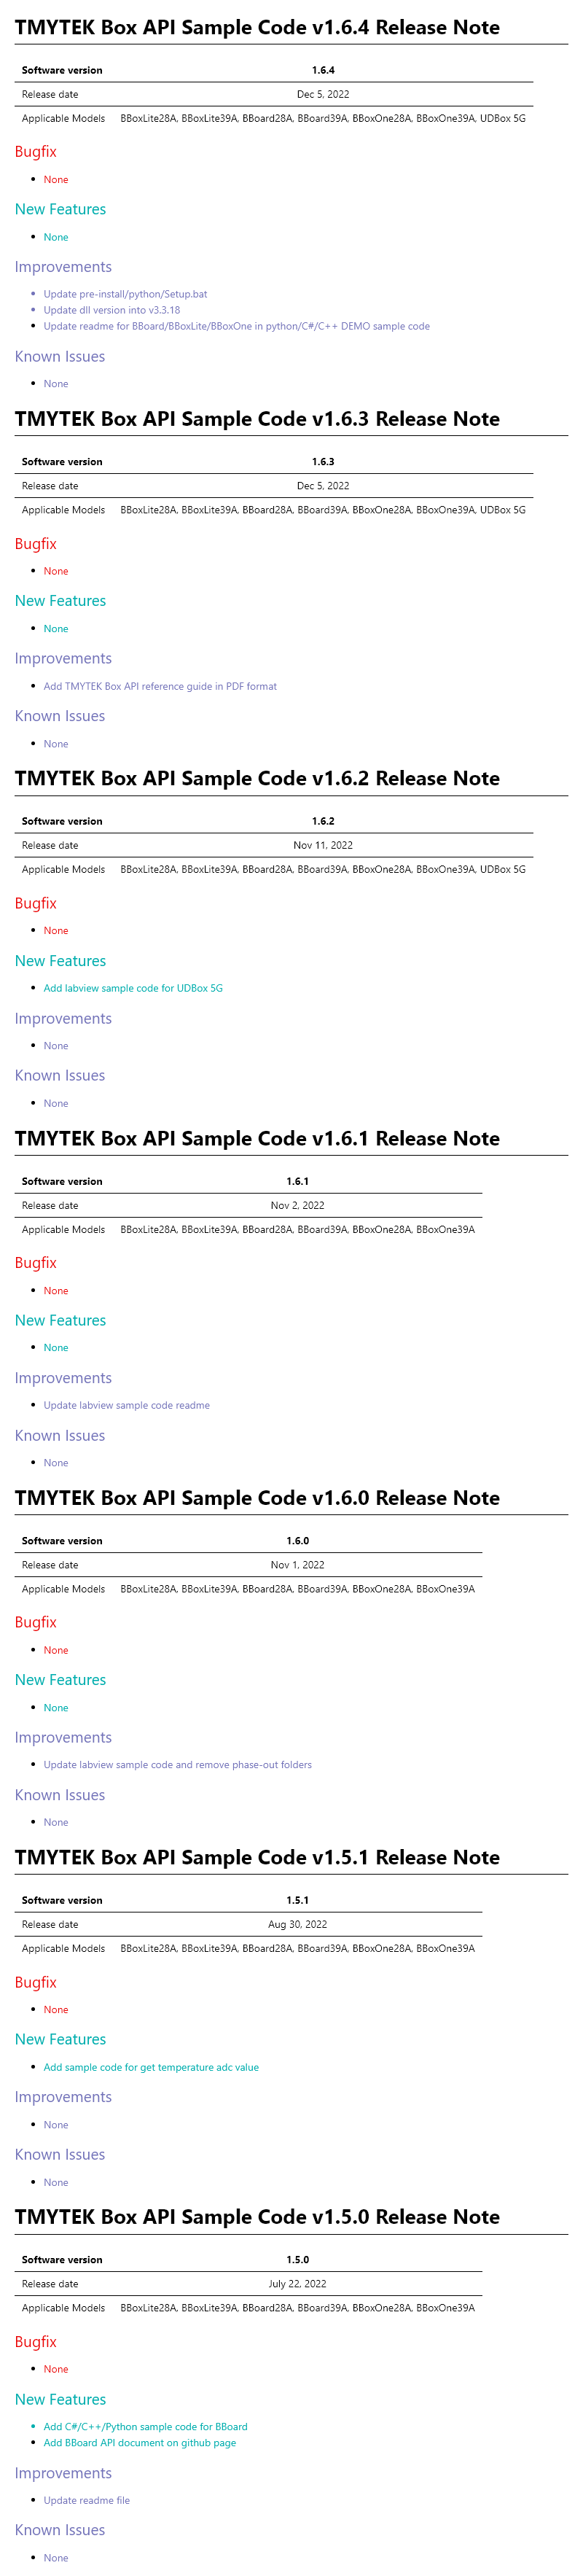 TMYTEK Box API Sample Code v1.6.4 Release Note
Software version 1.6.4
Release date Dec 5, 2022
Applicable Models BBoxLite28A, BBoxLite39A, BBoard28A, BBoard39A, BBoxOne28A, BBoxOne39A, UDBox 5G
Bugfix
None
New Features
None
Improvements
Update pre-install/python/Setup.bat
Update dll version into v3.3.18
Update readme for BBoard/BBoxLite/BBoxOne in python/C#/C++ DEMO sample code
Known Issues
None
TMYTEK Box API Sample Code v1.6.3 Release Note
Software version 1.6.3
Release date Dec 5, 2022
Applicable Models BBoxLite28A, BBoxLite39A, BBoard28A, BBoard39A, BBoxOne28A, BBoxOne39A, UDBox 5G
Bugfix
None
New Features
None
Improvements
Add TMYTEK Box API reference guide in PDF format
Known Issues
None
TMYTEK Box API Sample Code v1.6.2 Release Note
Software version 1.6.2
Release date Nov 11, 2022
Applicable Models BBoxLite28A, BBoxLite39A, BBoard28A, BBoard39A, BBoxOne28A, BBoxOne39A, UDBox 5G
Bugfix
None
New Features
Add labview sample code for UDBox 5G
Improvements
None
Known Issues
None
TMYTEK Box API Sample Code v1.6.1 Release Note
Software version 1.6.1
Release date Nov 2, 2022
Applicable Models BBoxLite28A, BBoxLite39A, BBoard28A, BBoard39A, BBoxOne28A, BBoxOne39A
Bugfix
None
New Features
None
Improvements
Update labview sample code readme
Known Issues
None
TMYTEK Box API Sample Code v1.6.0 Release Note
Software version 1.6.0
Release date Nov 1, 2022
Applicable Models BBoxLite28A, BBoxLite39A, BBoard28A, BBoard39A, BBoxOne28A, BBoxOne39A
Bugfix
None
New Features
None
Improvements
Update labview sample code and remove phase-out folders
Known Issues
None
TMYTEK Box API Sample Code v1.5.1 Release Note
Software version 1.5.1
Release date Aug 30, 2022
Applicable Models BBoxLite28A, BBoxLite39A, BBoard28A, BBoard39A, BBoxOne28A, BBoxOne39A
Bugfix
None
New Features
Add sample code for get temperature adc value
Improvements
None
Known Issues
None
TMYTEK Box API Sample Code v1.5.0 Release Note
Software version 1.5.0
Release date July 22, 2022
Applicable Models BBoxLite28A, BBoxLite39A, BBoard28A, BBoard39A, BBoxOne28A, BBoxOne39A
Bugfix
None
New Features
Add C#/C++/Python sample code for BBoard
Add BBoard API document on github page
Improvements
Update readme file
Known Issues
None